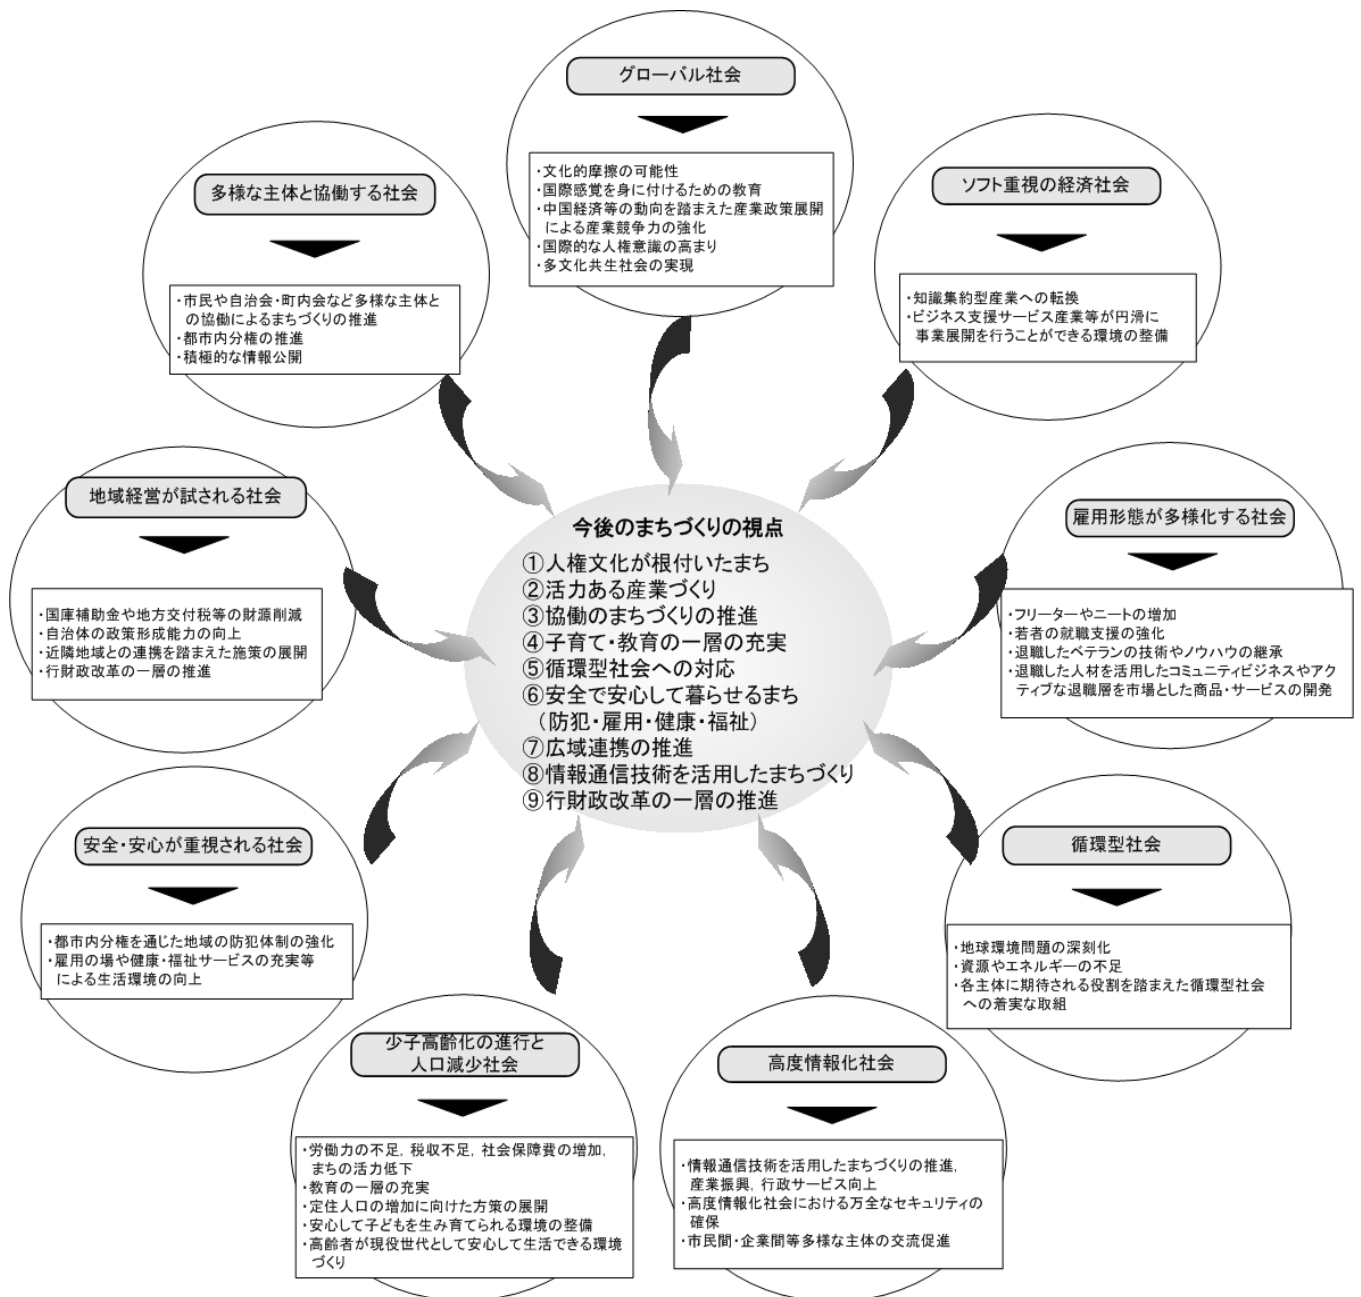 グローバル社会
・文化的摩擦の可能性
・国際感覚を身に付けるための教育
・中国経済等の動向を踏まえた産業政策展開
による産業競争力の強化
・国際的な人権意識の高まり
・多文化共生社会の実現
ソフト重視の経済社会
・知識集約型産業への転換
・ビジネス支援サービス産業等が円滑に
事業展開を行うことができる環境の整備
雇用形態が多様化する社会
・フリーターやニートの増加
・若者の就職支援の強化
・退職したベテランの技術やノウハウの継承
・退職した人材を活用したコミュニティビジネスやアク
ティブな退職層を市場とした商品・サービスの開発
循環型社会
・地球環境問題の深刻化
・資源やエネルギーの不足
・各主体に期待される役割を踏まえた循環型社会
への着実な取組
高度情報化社会
・情報通信技術を活用したまちづくりの推進,
産業振興, 行政サービス向上
・高度情報化社会における万全なセキュリティの
確保
・市民間・企業間等多様な主体の交流促進
少子高齢化の進行と
人口減少社会
・労働力の不足, 税収不足, 社会保障費の増加,
まちの活力低下
・教育の一層の充実
・定住人口の増加に向けた方策の展開
・安心して子どもを生み育てられる環境の整備
・高齢者が現役世代として安心して生活できる環境
づくり
安全・安心が重視される社会
・都市内分権を通じた地域の防犯体制の強化
・雇用の場や健康・福祉サービスの充実等
による生活環境の向上
地域経営が試される社会
・国庫補助金や地方交付税等の財源削減
・自治体の政策形成能力の向上
・近隣地域との連携を踏まえた施策の展開
・行財政改革の一層の推進
多様な主体と協働する社会
・市民や自治会・町内会など多様な主体と
の協働によるまちづくりの推進
・都市内分権の推進
・積極的な情報公開
今後のまちづくりの視点
①人権文化が根付いたまち
②活力ある産業づくり
③協働のまちづくりの推進
④子育て・教育の一層の充実
⑤循環型社会への対応
⑥安全で安心して暮らせるまち
（防犯・雇用・健康・福祉）
⑦広域連携の推進
⑧情報通信技術を活用したまちづくり
⑨行財政改革の一層の推進